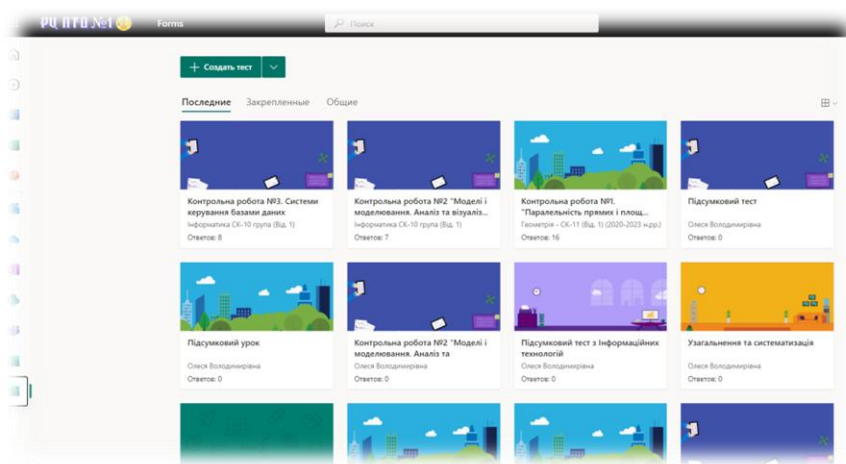 РЦ ПТО №1
Forms
Поиск
Создать тест
Последние
Закрепленные
Общие
Контрольна робота №3. Системи
керування базами даних
Інформатика СК-10 група (Від. 1)
Ответов: 8
Контрольна робота №2 "Моделі і
моделювання. Аналіз та візуаліз...
Інформатика СК-10 група (Від. 1)
Ответов: 7
Контрольна робота №1.
"Паралельність прямих і площ...
Геометрія – СК-11 (Від. 1) (2020-2023 н.рр.)
Ответов: 16
Підсумковий тест
Олеся Володимирівна
Ответов: 0
Підсумковий урок
Олеся Володимирівна
Ответов: 0
Контрольна робота №2 "Моделі і
моделювання. Аналіз та
Олеся Володимирівна
Ответов: 0
Підсумковий тест з Інформаційних
технологій
Олеся Володимирівна
Ответов: 0
Узагальнення та систематизація
Олеся Володимирівна
Ответов: 0